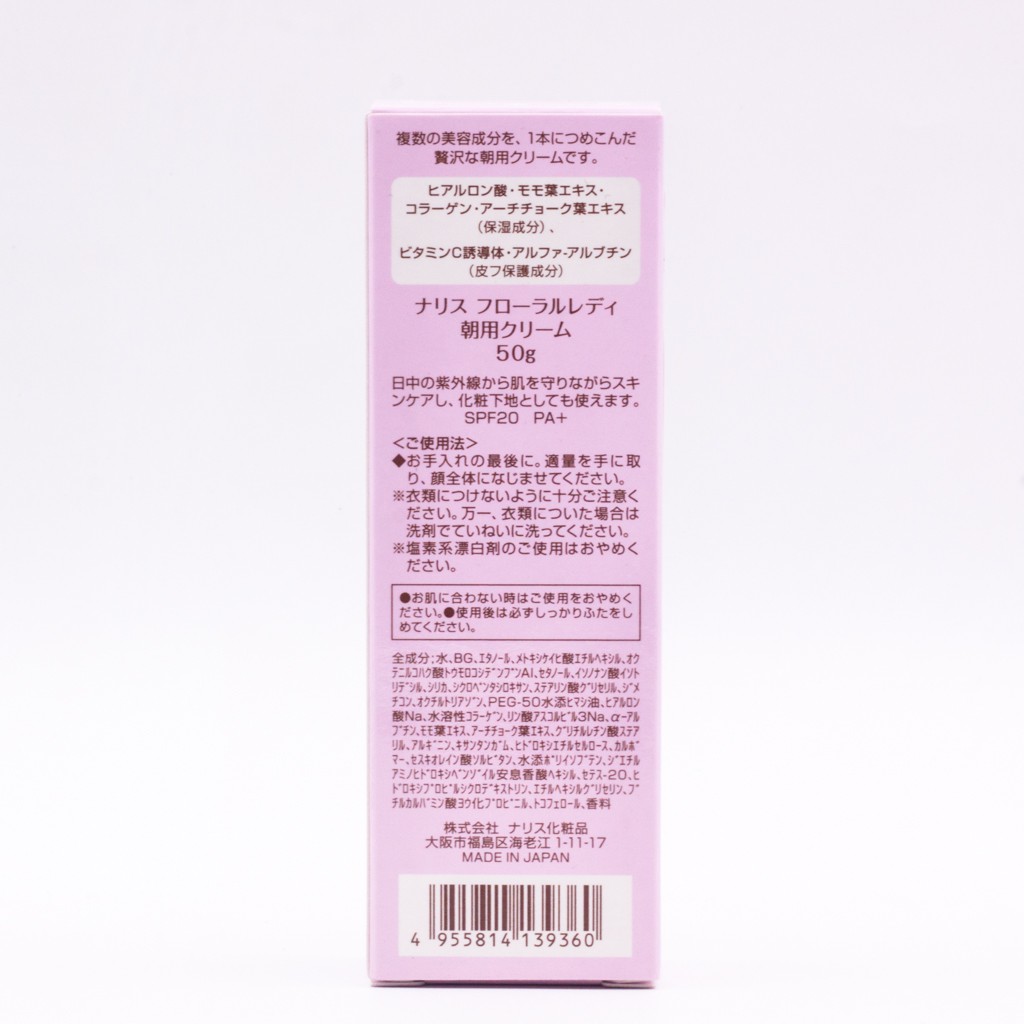 複数の美容成分を、1本につめこんだ
贅沢な朝用クリームです。
ヒアルロン酸・モモ葉エキス・
コラーゲン・アーチチョーク葉エキス
(保湿成分)、
ビタミンC誘導体・アルファ-アルブチン
(皮フ保護成分)
ナリス フローラルレディ
朝用クリーム
50g
日中の紫外線から肌を守りながらスキ
ンケアし、化粧下地としても使えます。
SPF20 PA+
<ご使用法>
◆お手入れの最後に。適量を手に取
り、顔全体になじませてください。
※衣類につけないように十分ご注意く
ださい。万一、衣類についた場合は
洗剤でていねいに洗ってください。
※塩素系漂白剤のご使用はおやめく
ださい。
●お肌に合わない時はご使用をおやめく
ださい。●使用後は必ずしっかりふたをし
めてください。
全成分:水、BG、ｴﾀﾉｰﾙ、ﾒﾄｷｼｹｲﾋ酸ｴﾁﾙﾍｷｼﾙ、ｵｸ
ﾃﾆﾙｺﾊｸ酸ﾄｳﾓﾛｺｼﾃﾞﾝﾌﾟﾝAl、ｾﾀﾉｰﾙ、ｲｿﾉﾅﾝ酸ｲｿﾄ
ﾘﾃﾞｼﾙ、ｼﾘｶ、ｼｸﾛﾍﾟﾝﾀｼﾛｷｻﾝ、ｽﾃｱﾘﾝ酸ｸﾞﾘｾﾘﾙ、ｼﾞﾒ
ﾁｺﾝ、ｵｸﾁﾙﾄﾘｱｿﾞﾝ、PEG-50水添ﾋﾏｼ油、ﾋｱﾙﾛﾝ
酸Na、水溶性ｺﾗｰｹﾞﾝ、ﾘﾝ酸ｱｽｺﾙﾋﾞﾙ3Na、α-ｱﾙ
ﾌﾞﾁﾝ、ﾓﾓ葉ｴｷｽ、ｱｰﾁﾁｮｰｸ葉ｴｷｽ、ｸﾞﾘﾁﾙﾚﾁﾝ酸ｽﾃｱ
ﾘﾙ、ｱﾙｷﾞﾆﾝ、ｷｻﾝﾀﾝｶﾞﾑ、ﾋﾄﾞﾛｷｼｴﾁﾙｾﾙﾛｰｽ、ｶﾙﾎﾞ
ﾏｰ、ｾｽｷｵﾚｲﾝ酸ｿﾙﾋﾞﾀﾝ、水添ﾎﾟﾘｲｿﾌﾞﾃﾝ、ｼﾞｴﾁﾙ
ｱﾐﾉﾋﾄﾞﾛｷｼﾍﾞﾝｿﾞｲﾙ安息香酸ﾍｷｼﾙ、ｾﾃｽ-20、ﾋ
ﾄﾞﾛｷｼﾌﾟﾛﾋﾟﾙｼｸﾛﾃﾞｷｽﾄﾘﾝ、ｴﾁﾙﾍｷｼﾙｸﾞﾘｾﾘﾝ、ﾌﾞ
ﾁﾙｶﾙﾊﾞﾐﾝ酸ﾖｳ化ﾌﾟﾛﾋﾟﾆﾙ、ﾄｺﾌｪﾛｰﾙ、香料
株式会社 ナリス化粧品
大阪市福島区海老江 1-11-17
MADE IN JAPAN
4 955814 139360